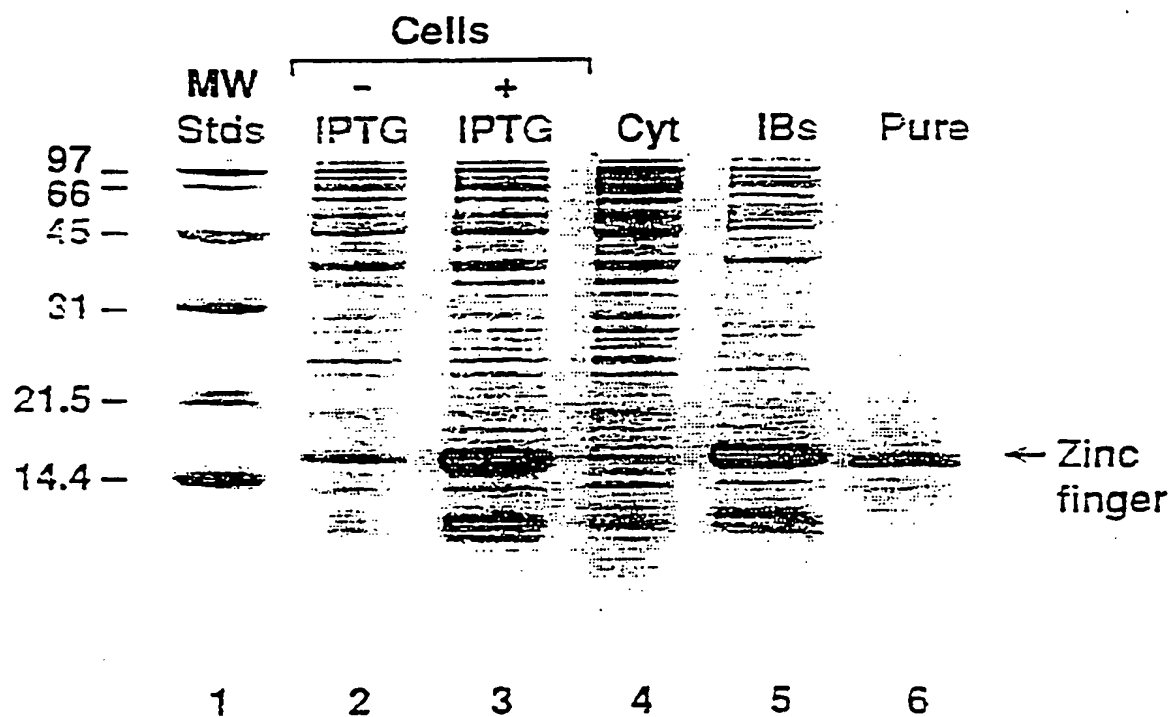 Cells
MW - +
Stds IPTG IPTG Cyt IBs Pure
97 –
66 –
45 –
31 –
21.5 –
14.4 –
← Zinc
finger
1 2 3 4 5 6